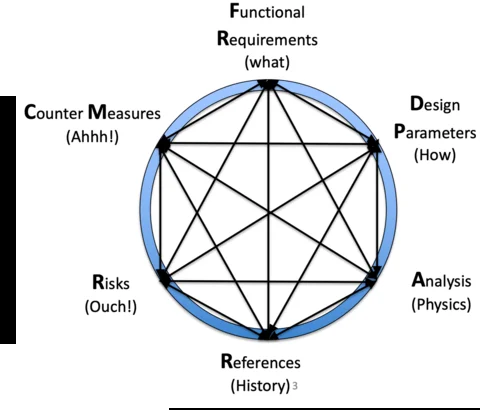 Functional
Requirements
(what)
Counter Measures
(Ahhh!)
Design
Parameters
(How)
Risks
(Ouch!)
Analysis
(Physics)
References
(History) 3